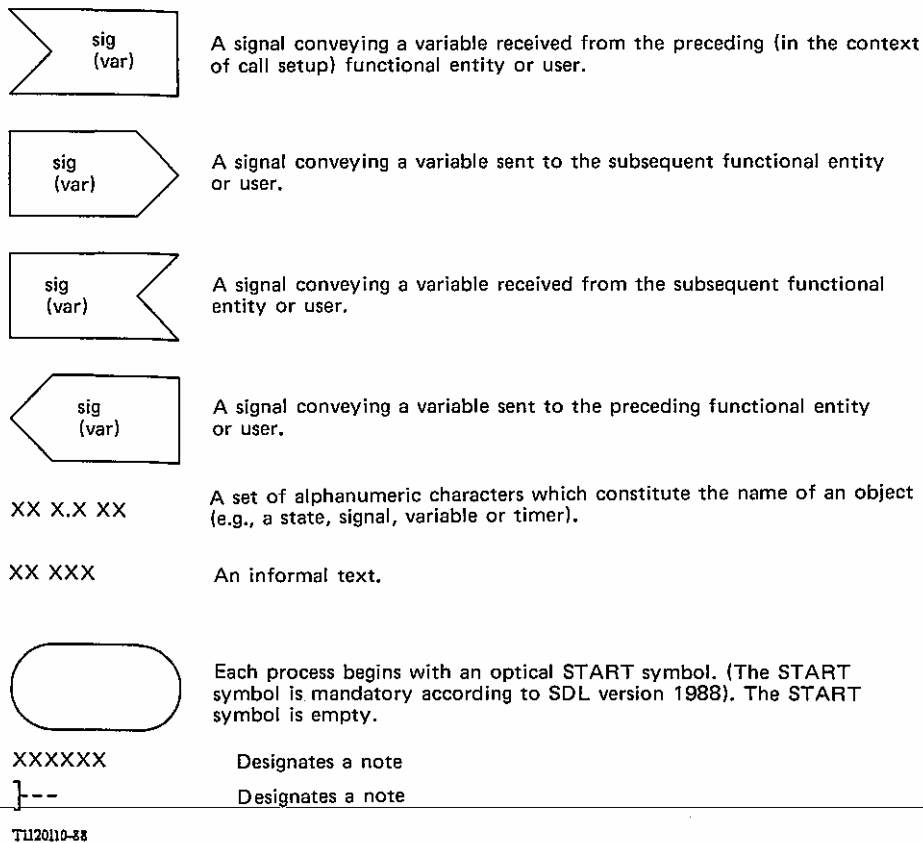 sig
(var)
A signal conveying a variable received from the preceding (in the context
of call setup) functional entity or user.
sig
(var)
A signal conveying a variable sent to the subsequent functional entity
or user.
sig
(var)
A signal conveying a variable received from the subsequent functional
entity or user.
sig
(var)
A signal conveying a variable sent to the preceding functional entity
or user.
XX X.X XX
A set of alphanumeric characters which constitute the name of an object
(e.g., a state, signal, variable or timer).
XX XXX
An informal text.
Each process begins with an optical START symbol. (The START
symbol is mandatory according to SDL version 1988). The START
symbol is empty.
XXXXXX
Designates a note
]---
Designates a note
T1120110-88